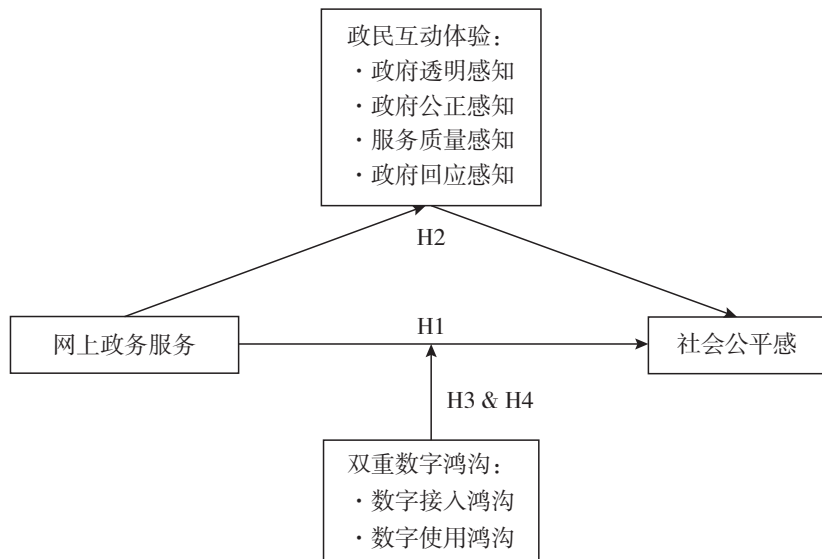 政民互动体验：
·政府透明感知
·政府公正感知
·服务质量感知
·政府回应感知
H2
网上政务服务
H1
社会公平感
H3 & H4
双重数字鸿沟：
·数字接入鸿沟
·数字使用鸿沟